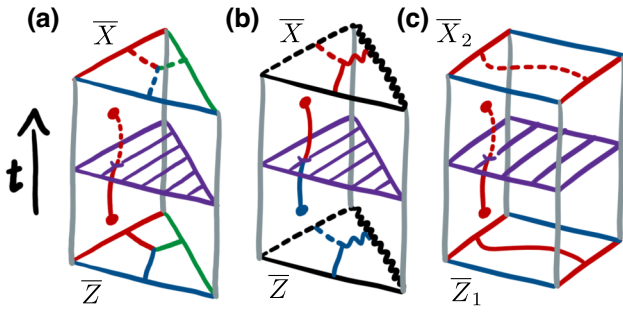 (a) (b) (c)
X̅ X̅ X̅₂
t
Z̅ Z̅ Z̅₁